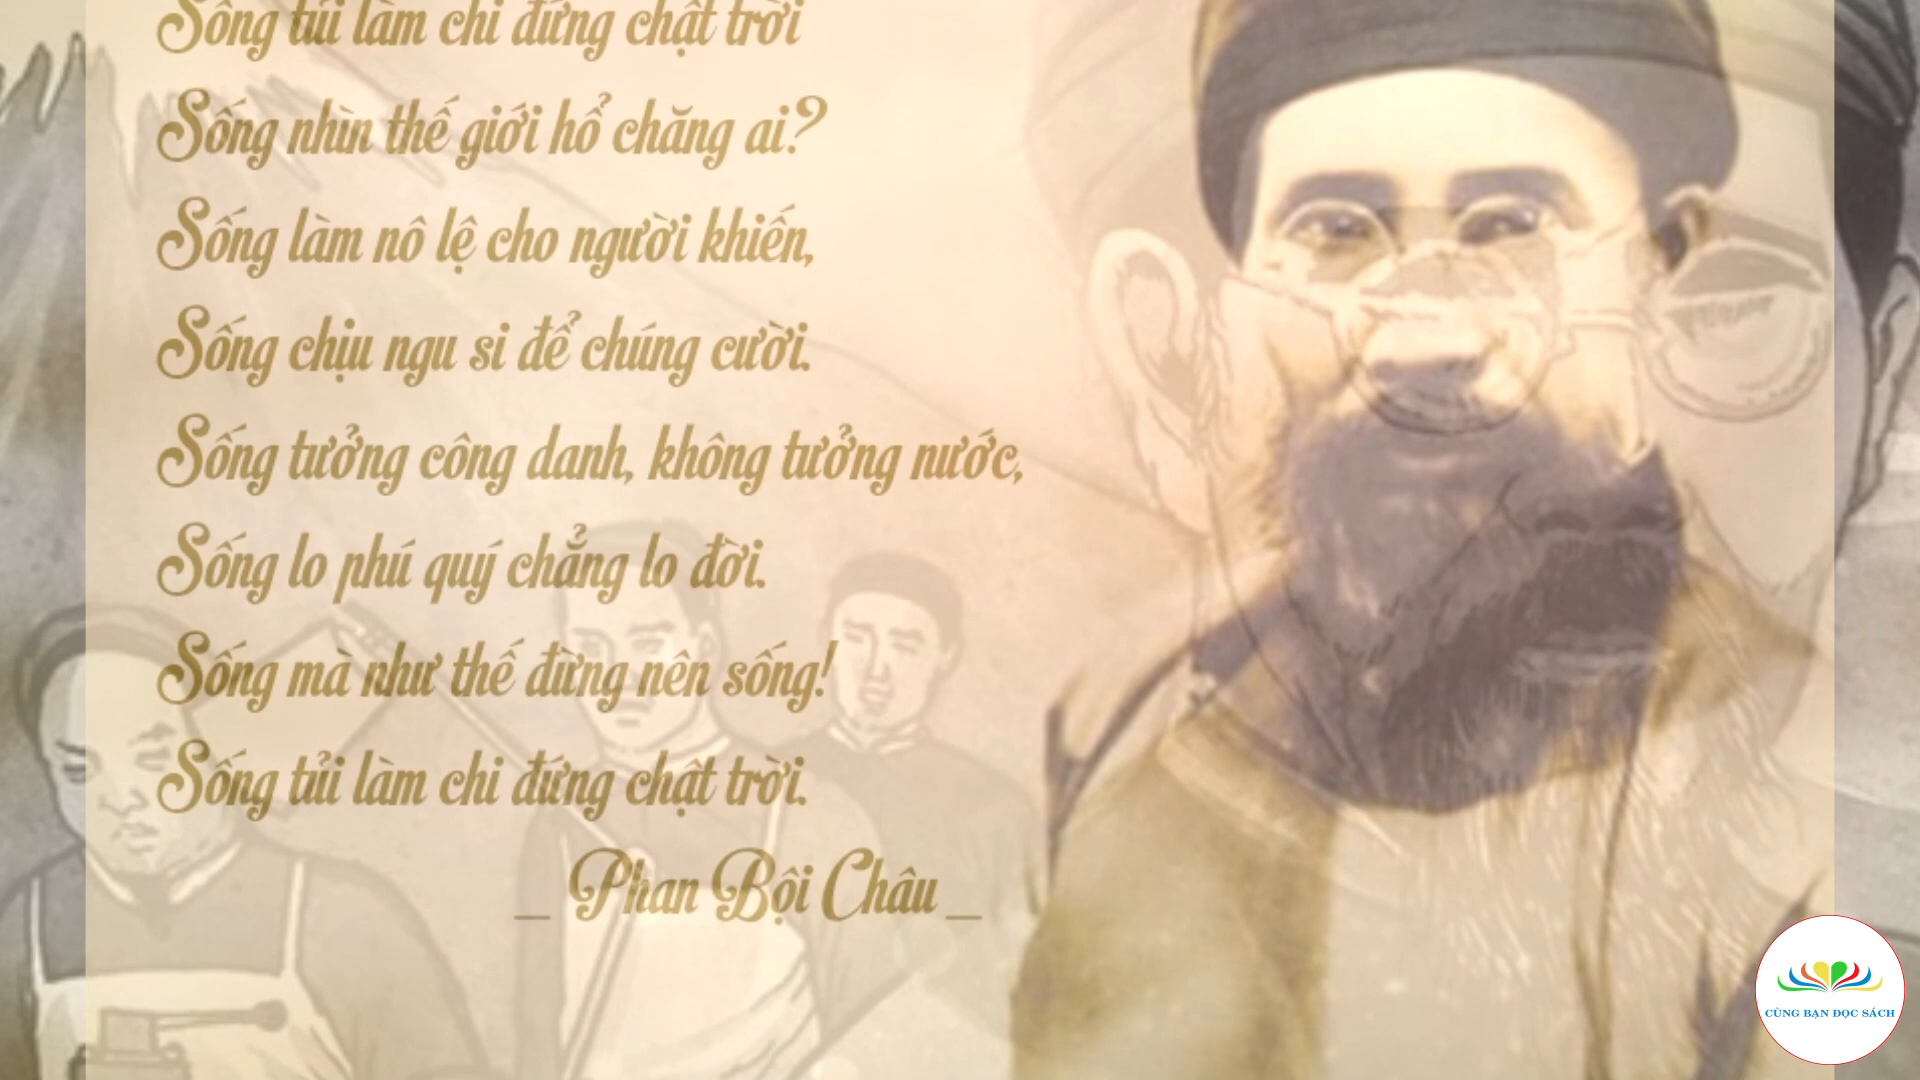 Sống tủi làm chi đứng chật trời
Sống nhìn thế giới hổ chăng ai?
Sống làm nô lệ cho người khiến,
Sống chịu ngu si để chúng cười.
Sống tưởng công danh, không tưởng nước,
Sống lo phú quý chẳng lo đời.
Sống mà như thế đừng nên sống!
Sống tủi làm chi đứng chật trời.
_ Phan Bội Châu _
CÙNG BẠN ĐỌC SÁCH